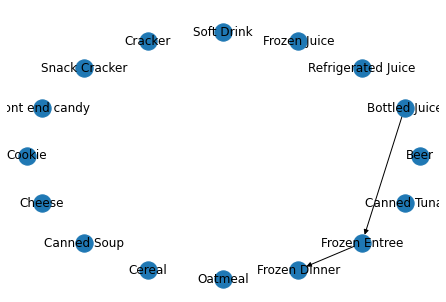 Soft Drink
Cracker
Frozen Juice
Snack Cracker
Refrigerated Juice
ont end candy
Bottled Juice
Cookie
Beer
Cheese
Canned Tuna
Canned Soup
Frozen Entree
Cereal
Frozen Dinner
Oatmeal